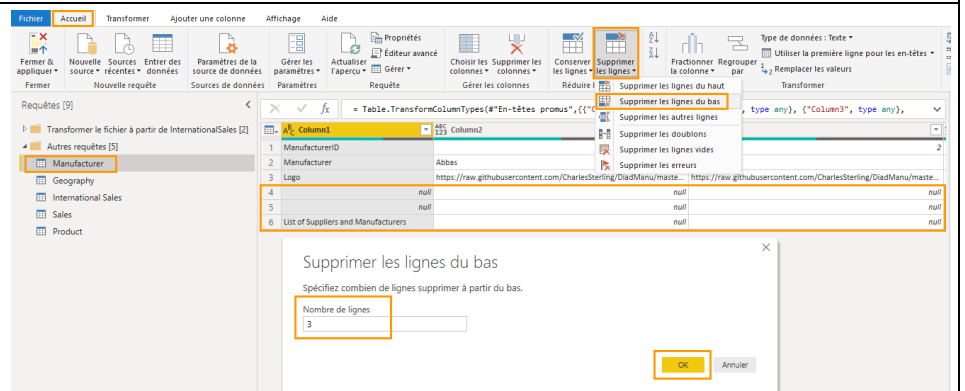 Fichier Accueil Transformer Ajouter une colonne Affichage Aide
Fermer & appliquer
Nouvelle source
Sources récentes
Entrer des données
Paramètres de la source de données
Gérer les paramètres
Actualiser l'aperçu
Propriétés
Éditeur avancé
Gérer
Choisir les colonnes
Supprimer les colonnes
Conserver les lignes
Supprimer les lignes
Fractionner la colonne
Regrouper par
Type de données : Texte
Utiliser la première ligne pour les en-têtes
Remplacer les valeurs
Fermer Nouvelle requête Sources de données Paramètres Requête Gérer les colonnes Réduire l Transformer
Supprimer les lignes du haut
Supprimer les lignes du bas
Supprimer les autres lignes
Supprimer les doublons
Supprimer les lignes vides
Supprimer les erreurs
Requêtes [9]
Transformer le fichier à partir de InternationalSales [2]
Autres requêtes [5]
Manufacturer
Geography
International Sales
Sales
Product
fx = Table.TransformColumnTypes(#"En-têtes promus",{{"C , type any}, {"Column3", type any},
ABC Column1 ABC 123 Column2
1 ManufacturerID 2
2 Manufacturer Abbas
3 Logo https://raw.githubusercontent.com/CharlesSterling/DiadManu/maste... https://raw.githubusercontent.com/CharlesSterling/DiadManu/maste...
4 null null null
5 null null null
6 List of Suppliers and Manufacturers null null
Supprimer les lignes du bas
Spécifiez combien de lignes supprimer à partir du bas.
Nombre de lignes
3
OK Annuler